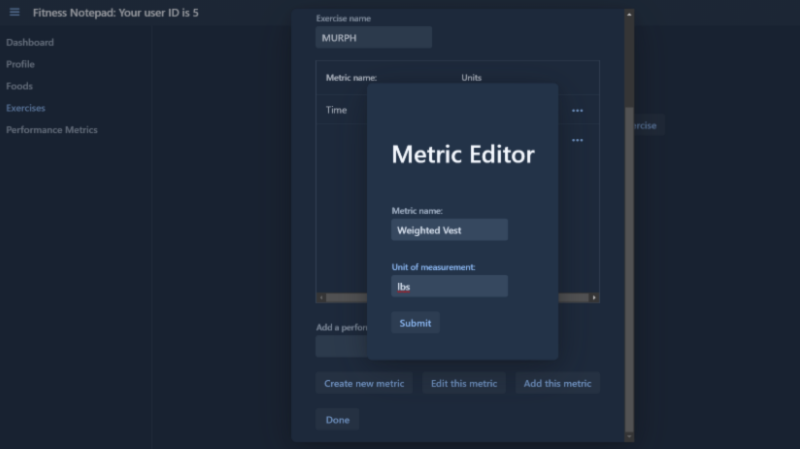 Fitness Notepad: Your user ID is 5
Dashboard
Profile
Foods
Exercises
Performance Metrics
Exercise name
MURPH
Metric name:
Units
Time
Metric Editor
Metric name:
Weighted Vest
Unit of measurement:
lbs
Submit
Add a
Create new metric
Edit this metric
Add this metric
Done